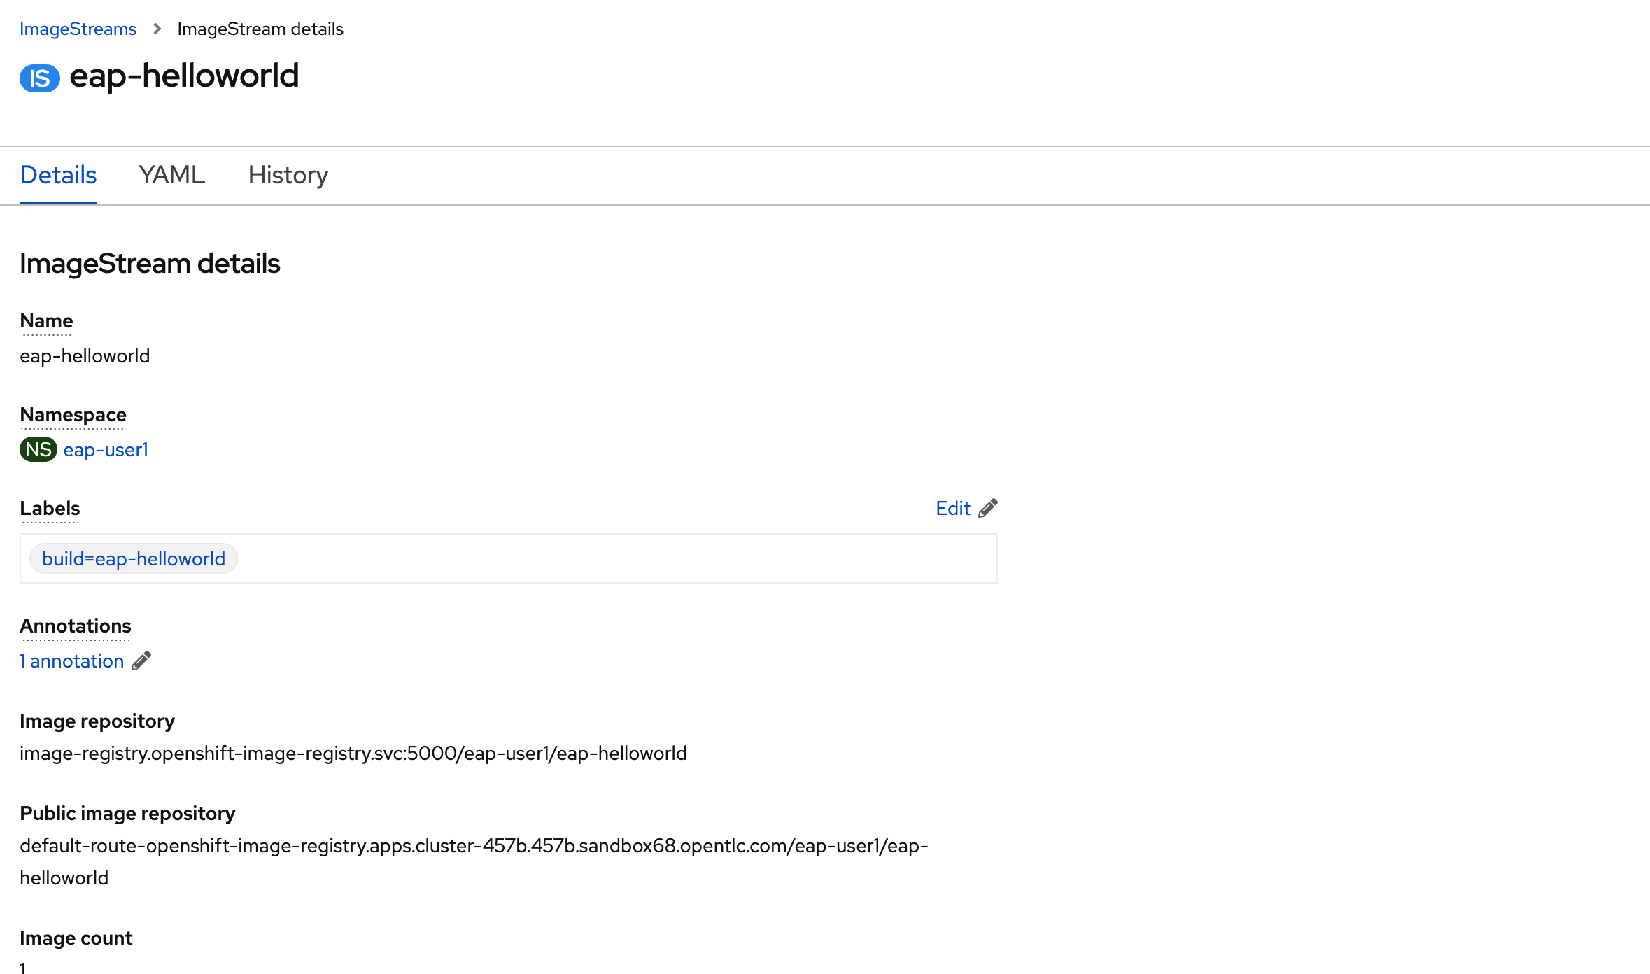 ImageStreams > ImageStream details
IS eap-helloworld
Details YAML History
ImageStream details
Name
eap-helloworld
Namespace
NS eap-user1
Labels Edit
build=eap-helloworld
Annotations
1 annotation
Image repository
image-registry.openshift-image-registry.svc:5000/eap-user1/eap-helloworld
Public image repository
default-route-openshift-image-registry.apps.cluster-457b.457b.sandbox68.opentlc.com/eap-user1/eap-
helloworld
Image count
1